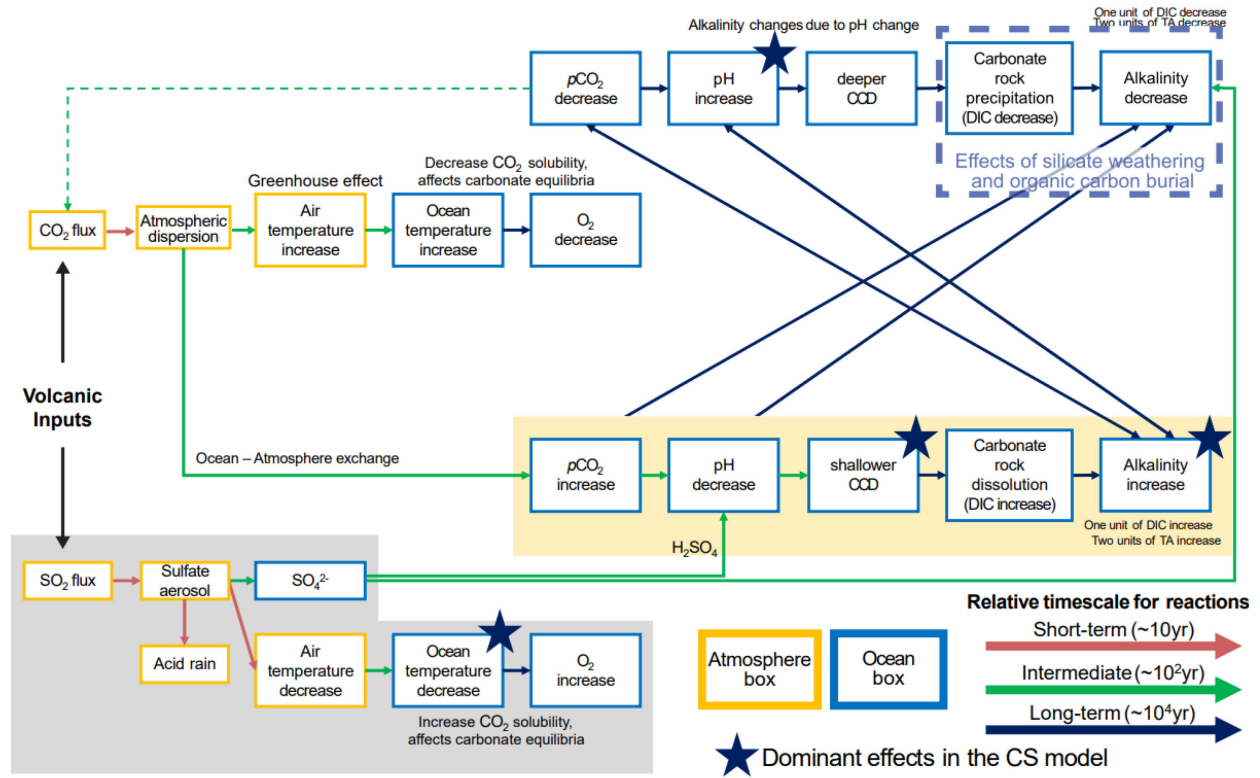 One unit of DIC decrease
Two units of TA decrease
Alkalinity changes due to pH change
pCO2
decrease
pH
increase
deeper
CCD
Carbonate
rock
precipitation
(DIC decrease)
Alkalinity
decrease
Effects of silicate weathering
and organic carbon burial
Decrease CO2 solubility,
affects carbonate equilibria
Greenhouse effect
CO2 flux
Atmospheric
dispersion
Air
temperature
increase
Ocean
temperature
increase
O2
decrease
Volcanic
Inputs
Ocean – Atmosphere exchange
pCO2
increase
pH
decrease
shallower
CCD
Carbonate
rock
dissolution
(DIC increase)
Alkalinity
increase
One unit of DIC increase
Two units of TA increase
H2SO4
SO2 flux
Sulfate
aerosol
SO4 2-
Acid rain
Air
temperature
decrease
Ocean
temperature
decrease
O2
increase
Increase CO2 solubility,
affects carbonate equilibria
Atmosphere
box
Ocean
box
Relative timescale for reactions
Short-term (~10yr)
Intermediate (~10²yr)
Long-term (~10⁴yr)
Dominant effects in the CS model